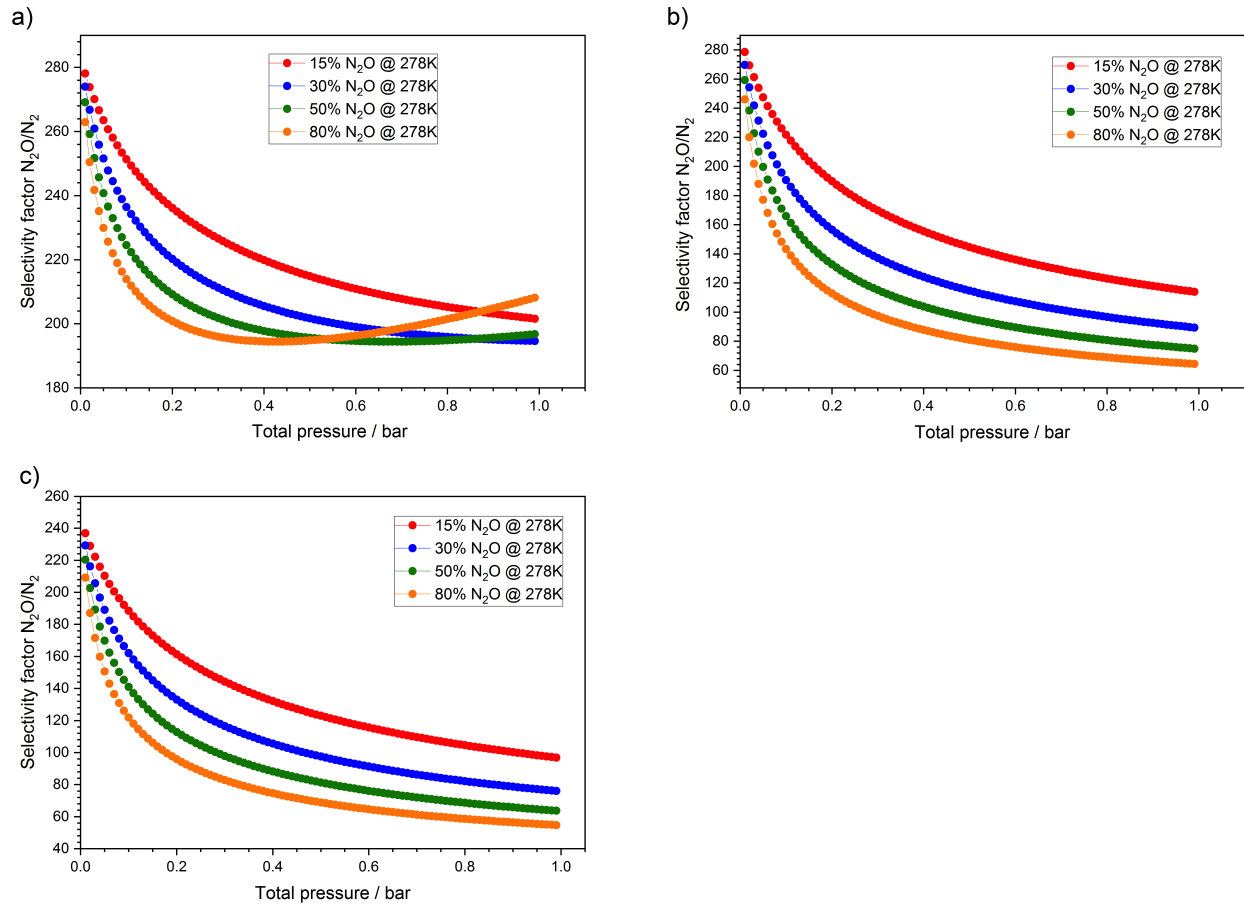 a)
Selectivity factor N₂O/N₂
280
260
240
220
200
180
0.0 0.2 0.4 0.6 0.8 1.0
Total pressure / bar
15% N₂O @ 278K
30% N₂O @ 278K
50% N₂O @ 278K
80% N₂O @ 278K
b)
Selectivity factor N₂O/N₂
280
260
240
220
200
180
160
140
120
100
80
60
0.0 0.2 0.4 0.6 0.8 1.0
Total pressure / bar
15% N₂O @ 278K
30% N₂O @ 278K
50% N₂O @ 278K
80% N₂O @ 278K
c)
Selectivity factor N₂O/N₂
260
240
220
200
180
160
140
120
100
80
60
40
0.0 0.2 0.4 0.6 0.8 1.0
Total pressure / bar
15% N₂O @ 278K
30% N₂O @ 278K
50% N₂O @ 278K
80% N₂O @ 278K